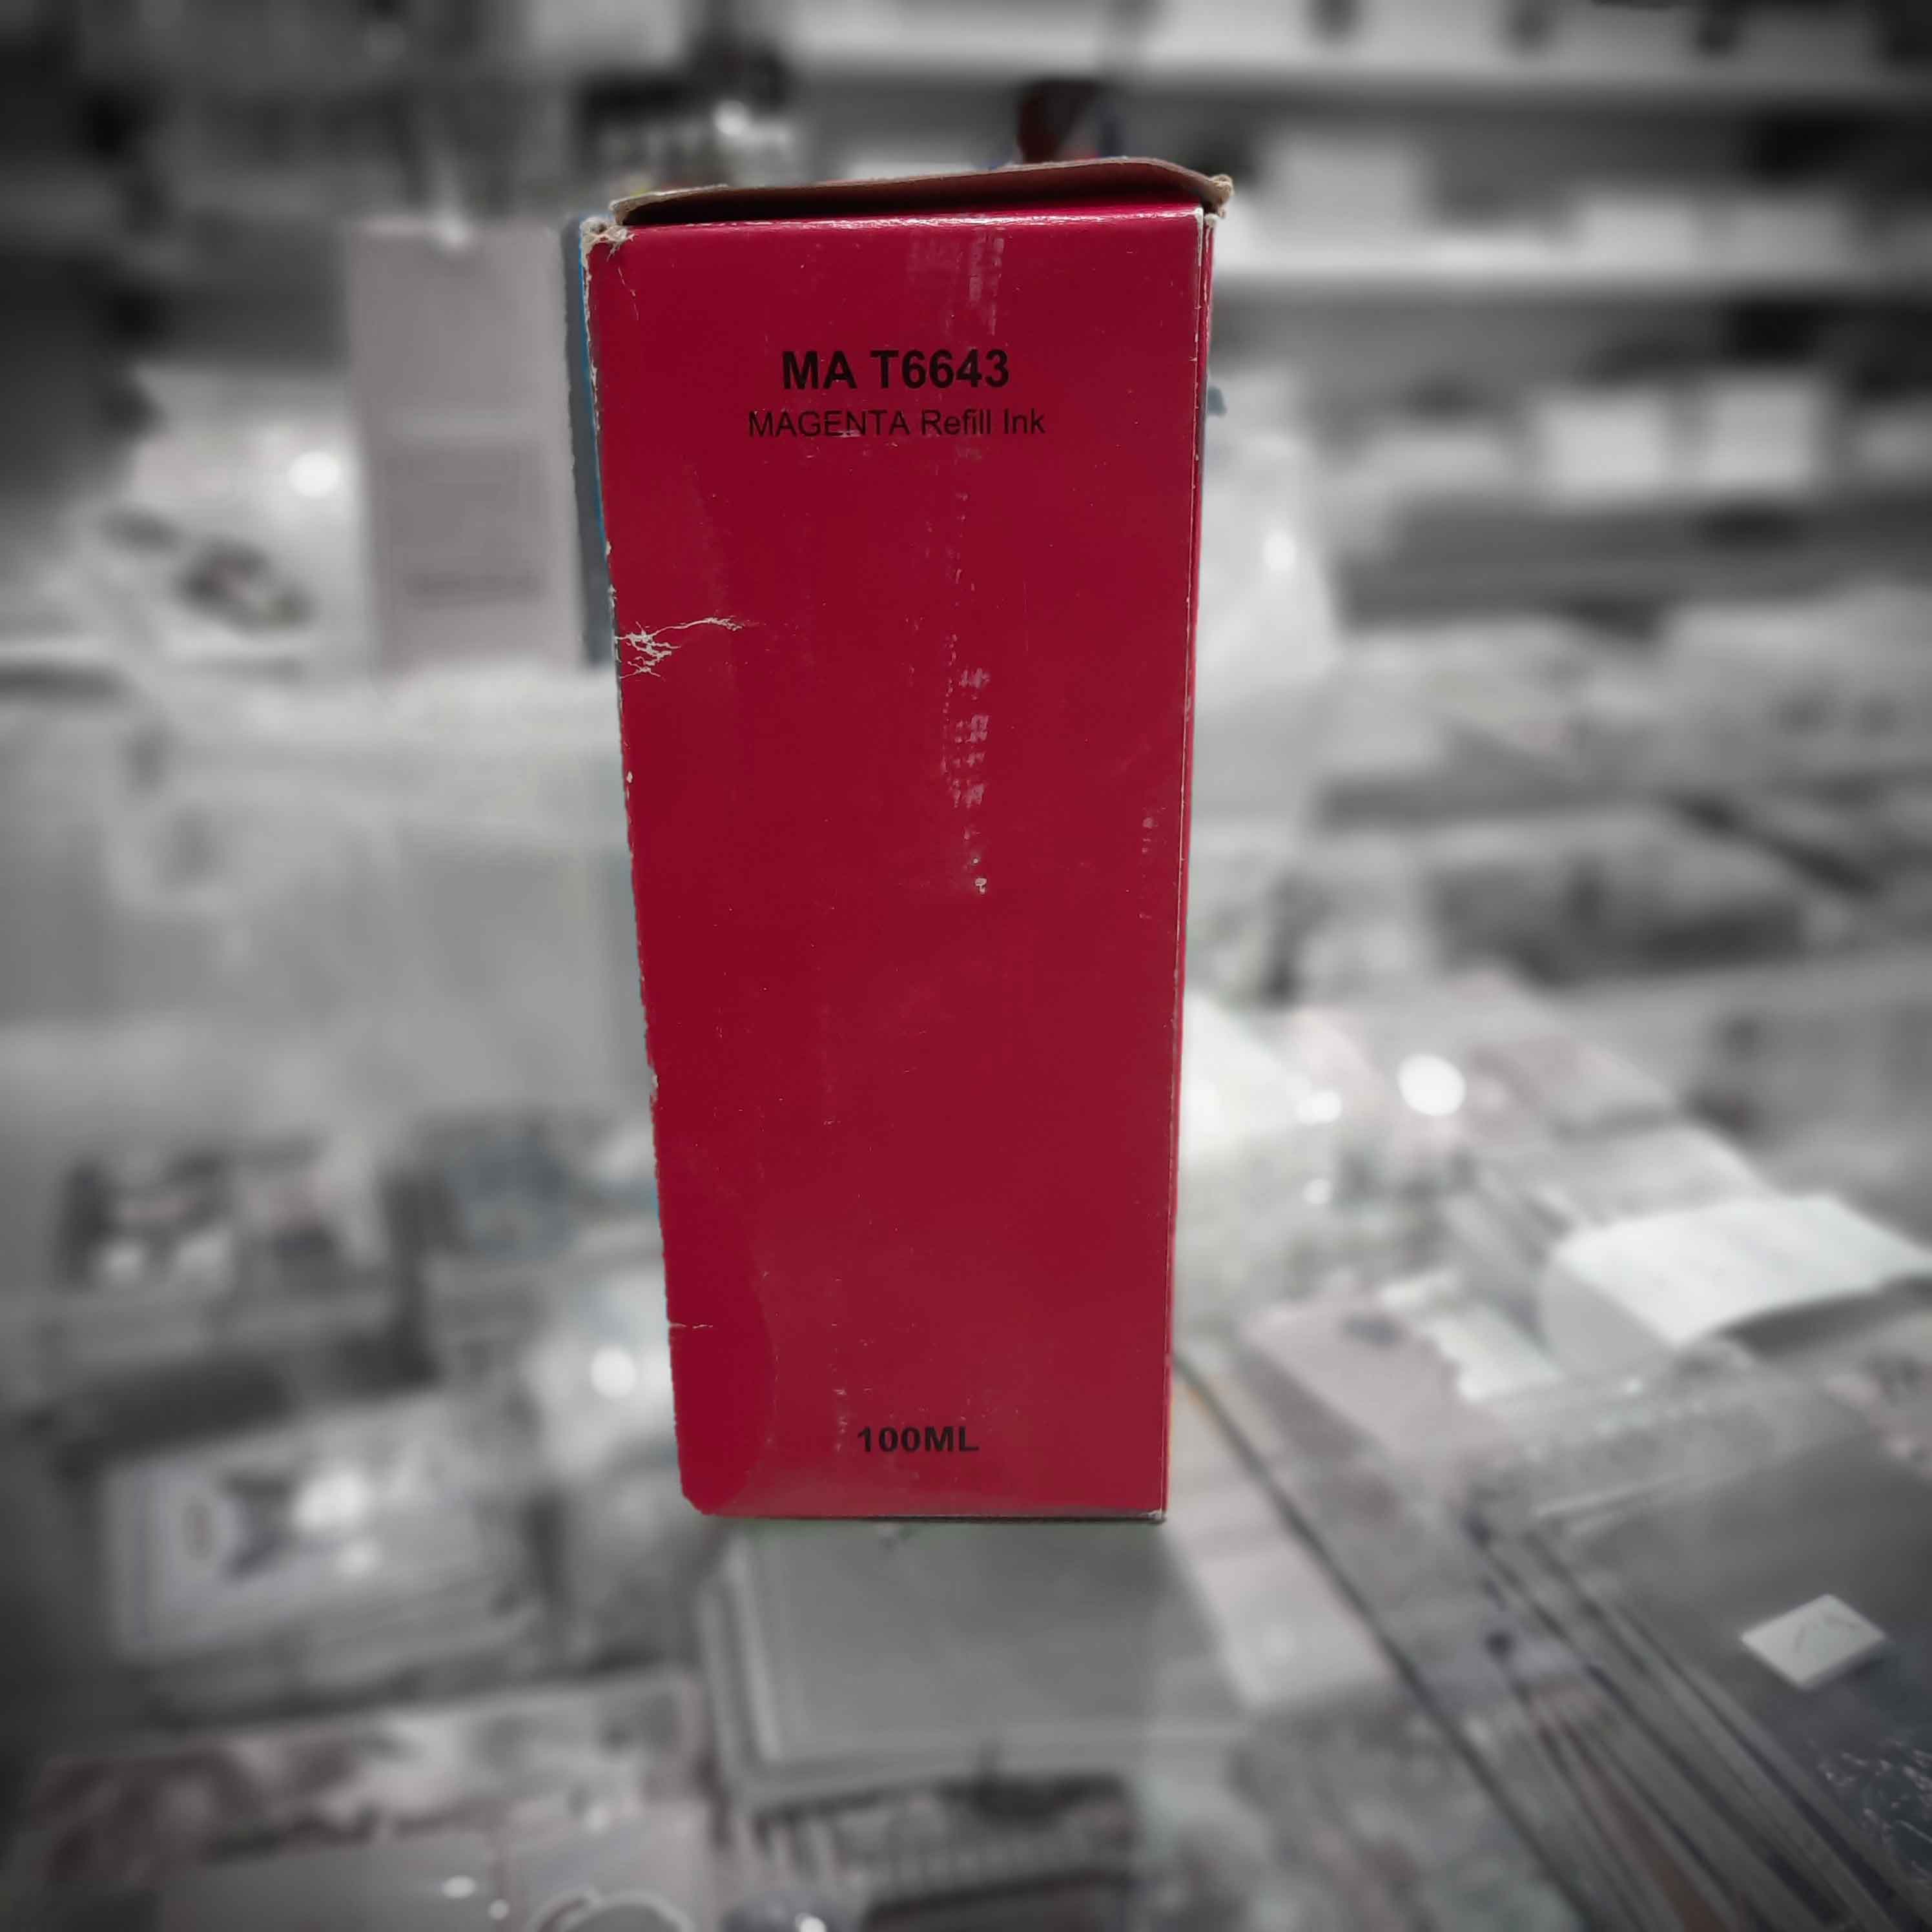 MA T6643
MAGENTA Refill Ink
100ML